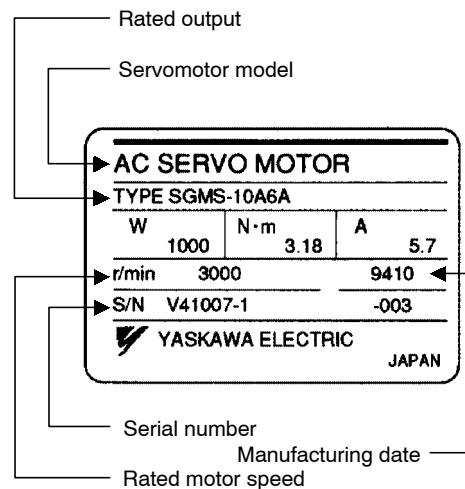 Rated output
Servomotor model
AC SERVO MOTOR
TYPE SGMS-10A6A
W 1000 N·m 3.18 A 5.7
r/min 3000 9410
S/N V41007-1 -003
YASKAWA ELECTRIC
JAPAN
Serial number
Manufacturing date
Rated motor speed